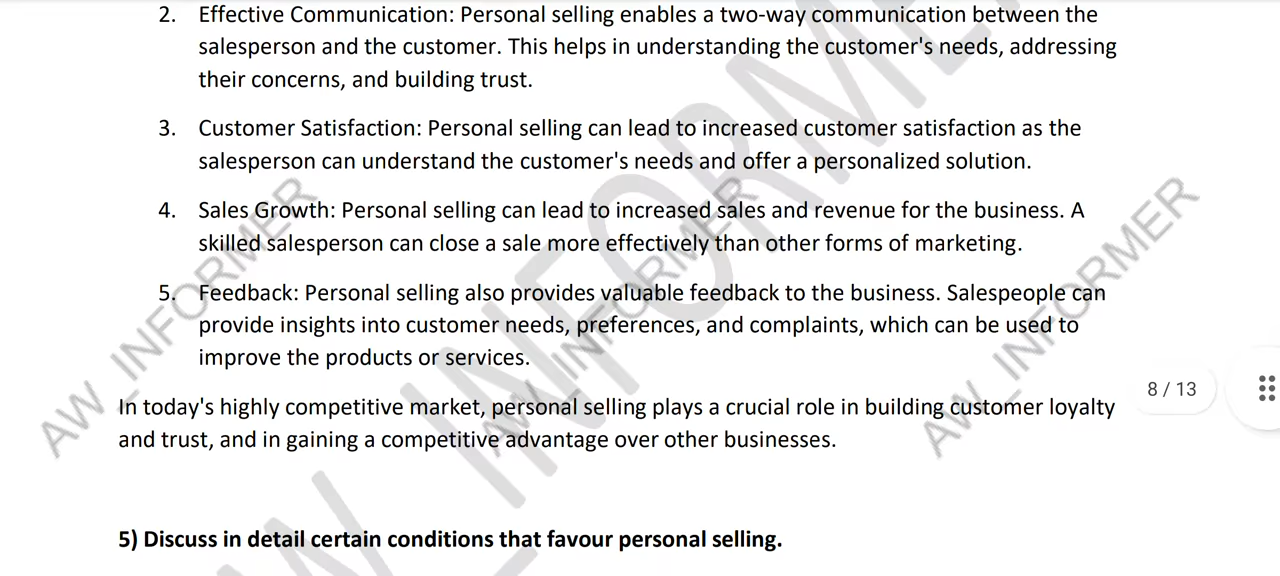 2. Effective Communication: Personal selling enables a two-way communication between the
salesperson and the customer. This helps in understanding the customer's needs, addressing
their concerns, and building trust.
3. Customer Satisfaction: Personal selling can lead to increased customer satisfaction as the
salesperson can understand the customer's needs and offer a personalized solution.
4. Sales Growth: Personal selling can lead to increased sales and revenue for the business. A
skilled salesperson can close a sale more effectively than other forms of marketing.
5. Feedback: Personal selling also provides valuable feedback to the business. Salespeople can
provide insights into customer needs, preferences, and complaints, which can be used to
improve the products or services.
8 / 13
In today's highly competitive market, personal selling plays a crucial role in building customer loyalty
and trust, and in gaining a competitive advantage over other businesses.
5) Discuss in detail certain conditions that favour personal selling.
AW_INFORMER
AW_INFORMER
AW_INFORMER
W_INFORME